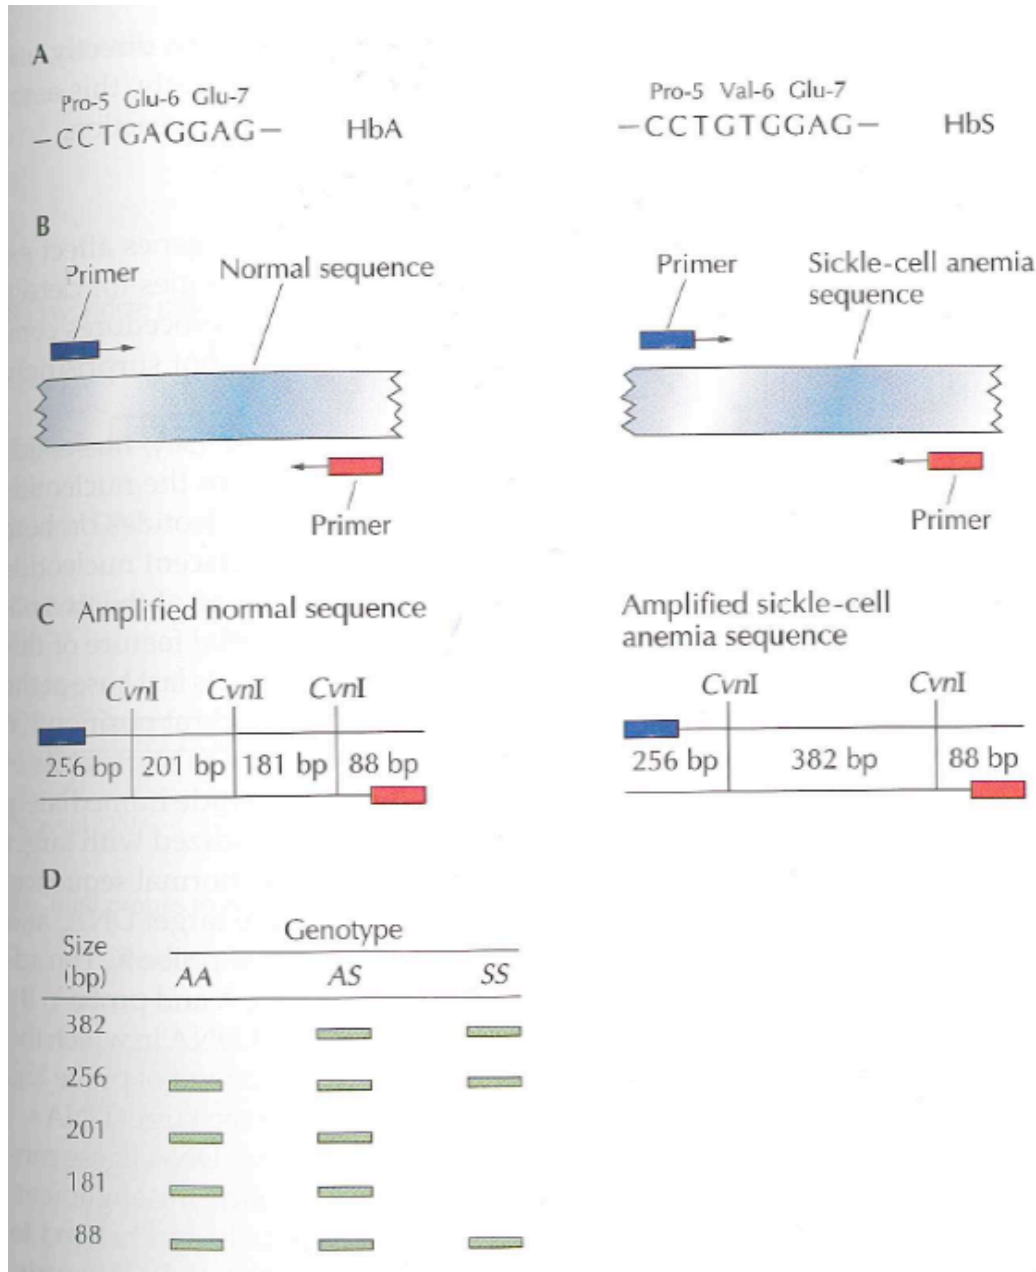 A
Pro-5 Glu-6 Glu-7
—CCTGAGGAG— HbA
Pro-5 Val-6 Glu-7
—CCTGTGGAG— HbS
B
Primer Normal sequence
Primer Sickle-cell anemia
sequence
Primer
Primer
C Amplified normal sequence
Amplified sickle-cell
anemia sequence
CvnI CvnI CvnI
256 bp 201 bp 181 bp 88 bp
CvnI CvnI
256 bp 382 bp 88 bp
D
Size
(bp)
Genotype
AA AS SS
382
256
201
181
88